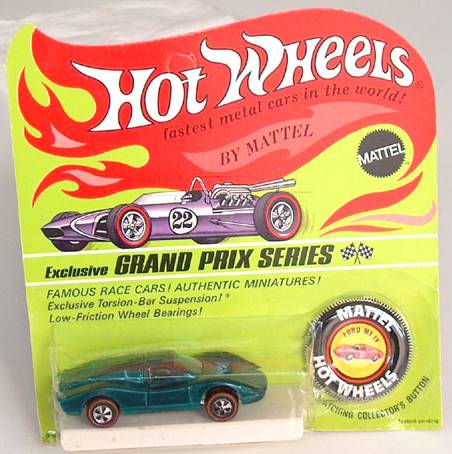 HOT WHEELS®
fastest metal cars in the world!
BY MATTEL
MATTEL
22
Exclusive GRAND PRIX SERIES
FAMOUS RACE CARS! AUTHENTIC MINIATURES!
Exclusive Torsion-Bar Suspension!*
Low-Friction Wheel Bearings!
MATTEL
FORD MK IV
HOT WHEELS
MATCHING COLLECTOR'S BUTTON
*patent pending